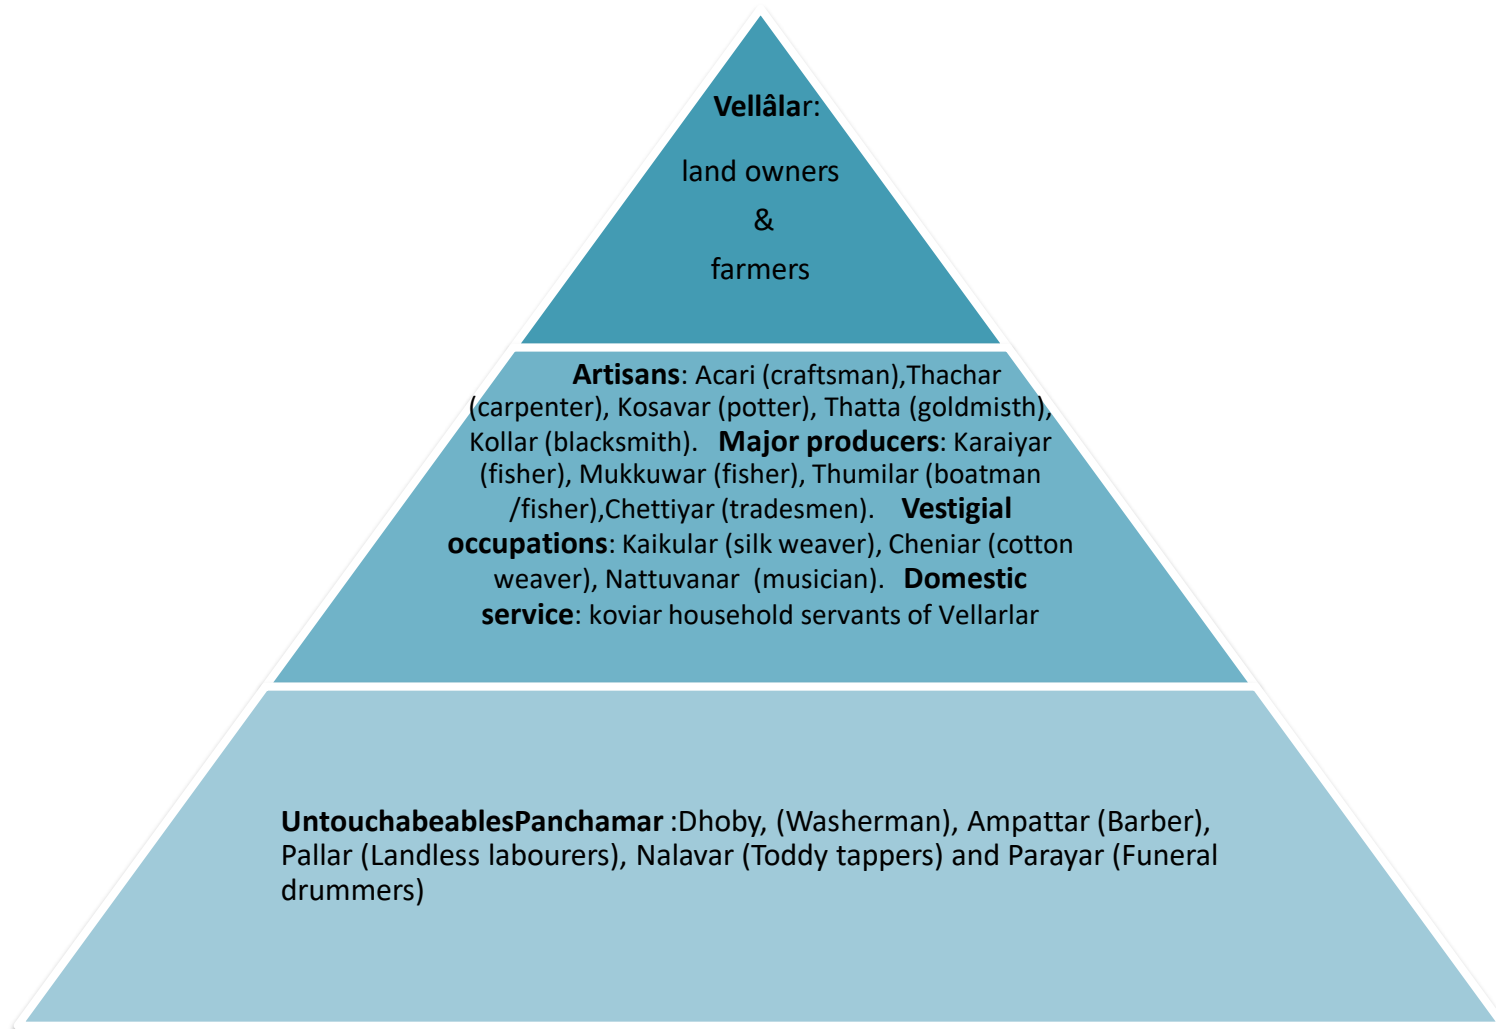 Vellâlar:
land owners
&
farmers
Artisans: Acari (craftsman),Thachar
(carpenter), Kosavar (potter), Thatta (goldmisth),
Kollar (blacksmith). Major producers: Karaiyar
(fisher), Mukkuwar (fisher), Thumilar (boatman
/fisher),Chettiyar (tradesmen). Vestigial
occupations: Kaikular (silk weaver), Cheniar (cotton
weaver), Nattuvanar (musician). Domestic
service: koviar household servants of Vellarlar
UntouchabeablesPanchamar :Dhoby, (Washerman), Ampattar (Barber),
Pallar (Landless labourers), Nalavar (Toddy tappers) and Parayar (Funeral
drummers)